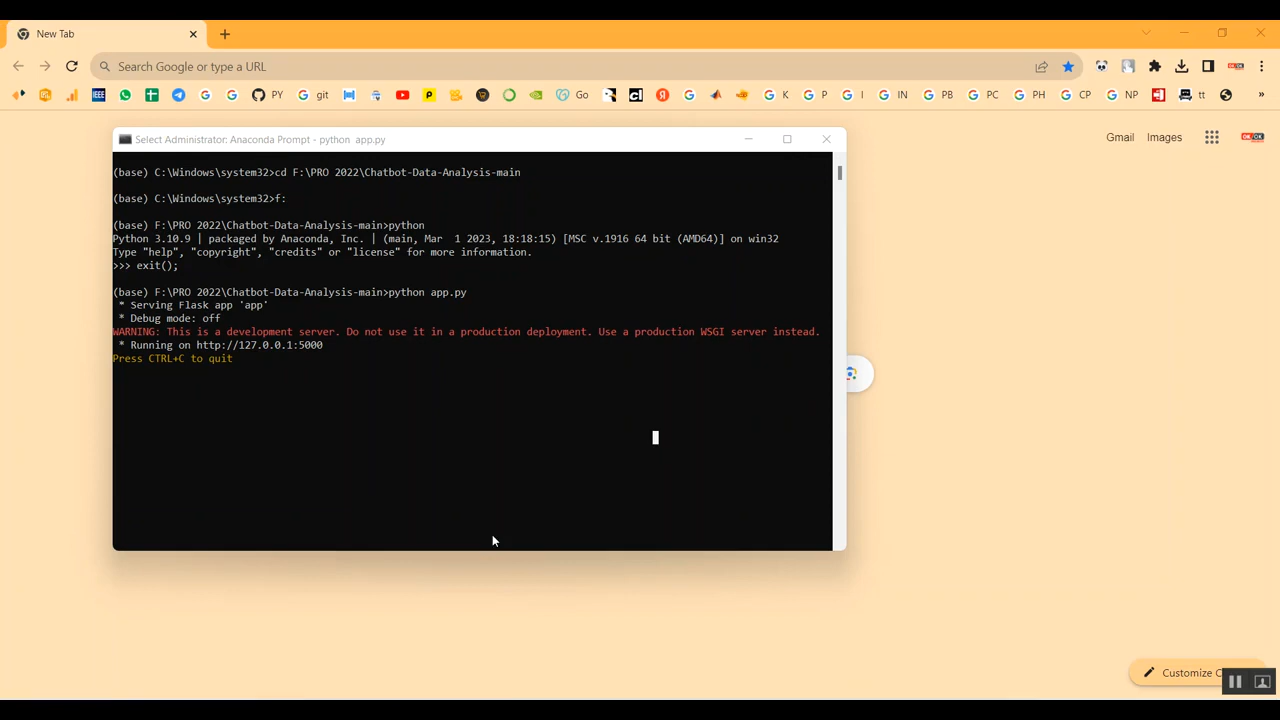 New Tab
Search Google or type a URL
PY
git
Go
K
P
I
IN
PB
PC
PH
CP
NP
tt
»
Gmail
Images
Select Administrator: Anaconda Prompt - python  app.py
(base) C:\Windows\system32>cd F:\PRO 2022\Chatbot-Data-Analysis-main
(base) C:\Windows\system32>f:
(base) F:\PRO 2022\Chatbot-Data-Analysis-main>python
Python 3.10.9 | packaged by Anaconda, Inc. | (main, Mar  1 2023, 18:18:15) [MSC v.1916 64 bit (AMD64)] on win32
Type "help", "copyright", "credits" or "license" for more information.
>>> exit();
(base) F:\PRO 2022\Chatbot-Data-Analysis-main>python app.py
* Serving Flask app 'app'
* Debug mode: off
WARNING: This is a development server. Do not use it in a production deployment. Use a production WSGI server instead.
* Running on http://127.0.0.1:5000
Press CTRL+C to quit
Customize C